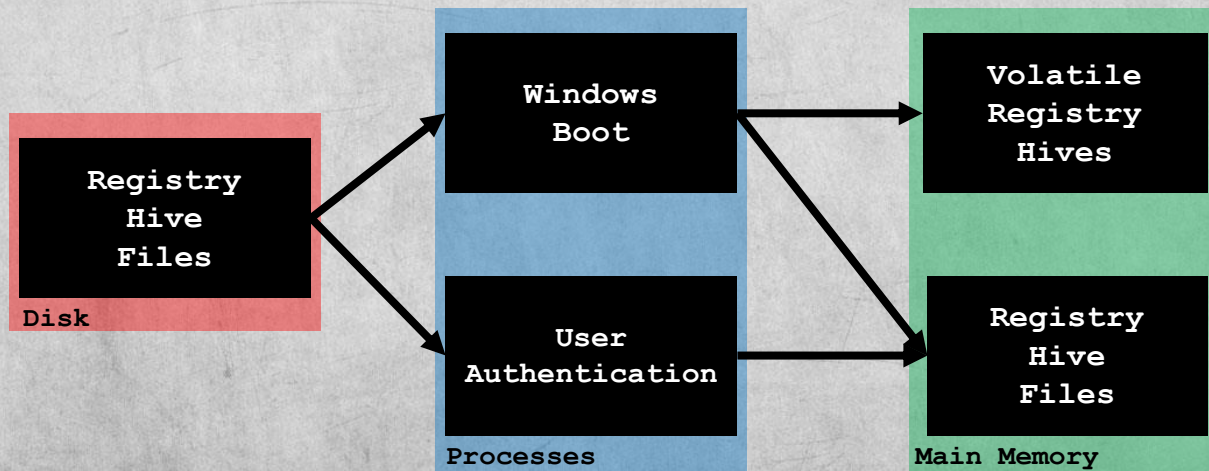 Registry
Hive
Files
Disk
Windows
Boot
User
Authentication
Processes
Volatile
Registry
Hives
Registry
Hive
Files
Main Memory